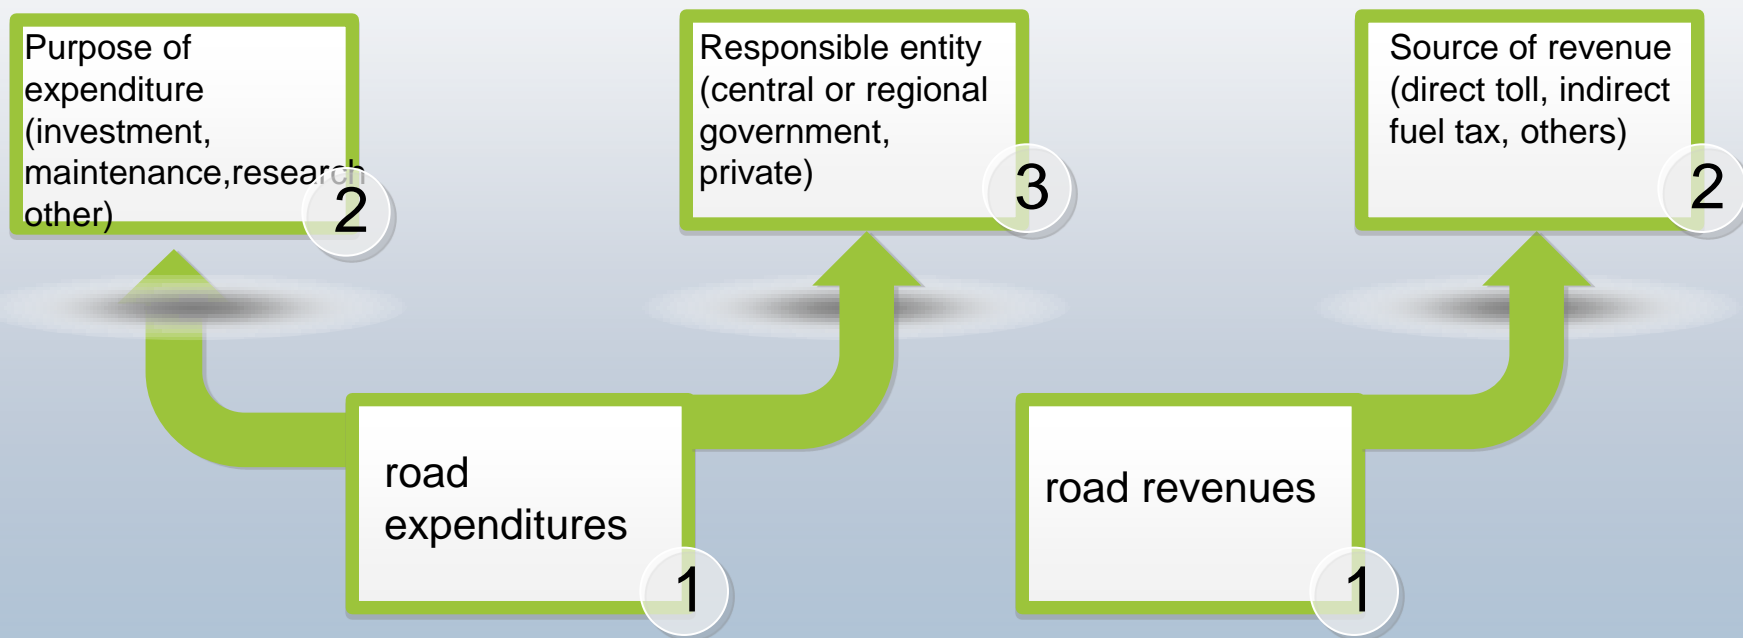 Purpose of
expenditure
(investment,
maintenance,research
other)
2
Responsible entity
(central or regional
government,
private)
3
Source of revenue
(direct toll, indirect
fuel tax, others)
2
road
expenditures
1
road revenues
1